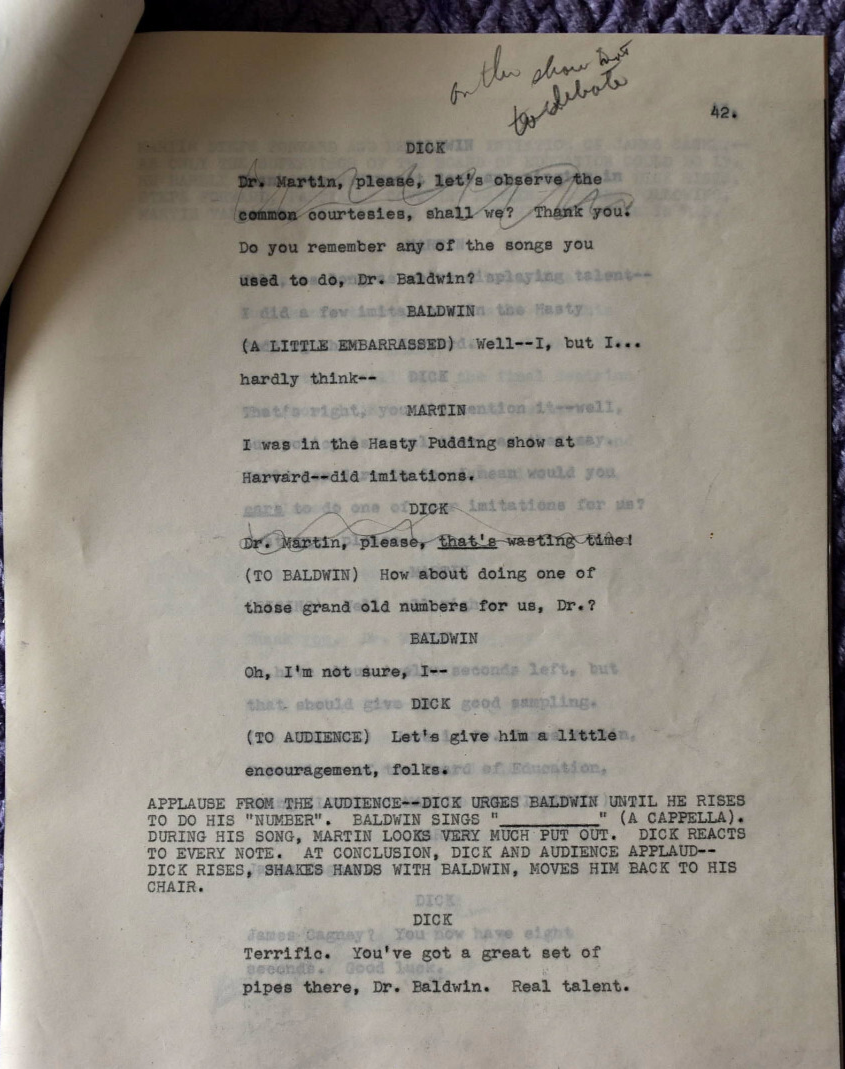 on the show
to debate
42.
DICK
Dr. Martin, please, let's observe the
common courtesies, shall we? Thank you.
Do you remember any of the songs you
used to do, Dr. Baldwin?
BALDWIN
(A LITTLE EMBARRASSED) Well--I, but I...
hardly think--
MARTIN
I was in the Hasty Pudding show at
Harvard--did imitations.
DICK
Dr. Martin, please, that's wasting time!
(TO BALDWIN) How about doing one of
those grand old numbers for us, Dr.?
BALDWIN
Oh, I'm not sure, I--
DICK
(TO AUDIENCE) Let's give him a little
encouragement, folks.
APPLAUSE FROM THE AUDIENCE--DICK URGES BALDWIN UNTIL HE RISES
TO DO HIS "NUMBER". BALDWIN SINGS "__________" (A CAPPELLA).
DURING HIS SONG, MARTIN LOOKS VERY MUCH PUT OUT. DICK REACTS
TO EVERY NOTE. AT CONCLUSION, DICK AND AUDIENCE APPLAUD--
DICK RISES, SHAKES HANDS WITH BALDWIN, MOVES HIM BACK TO HIS
CHAIR.
DICK
Terrific. You've got a great set of
pipes there, Dr. Baldwin. Real talent.